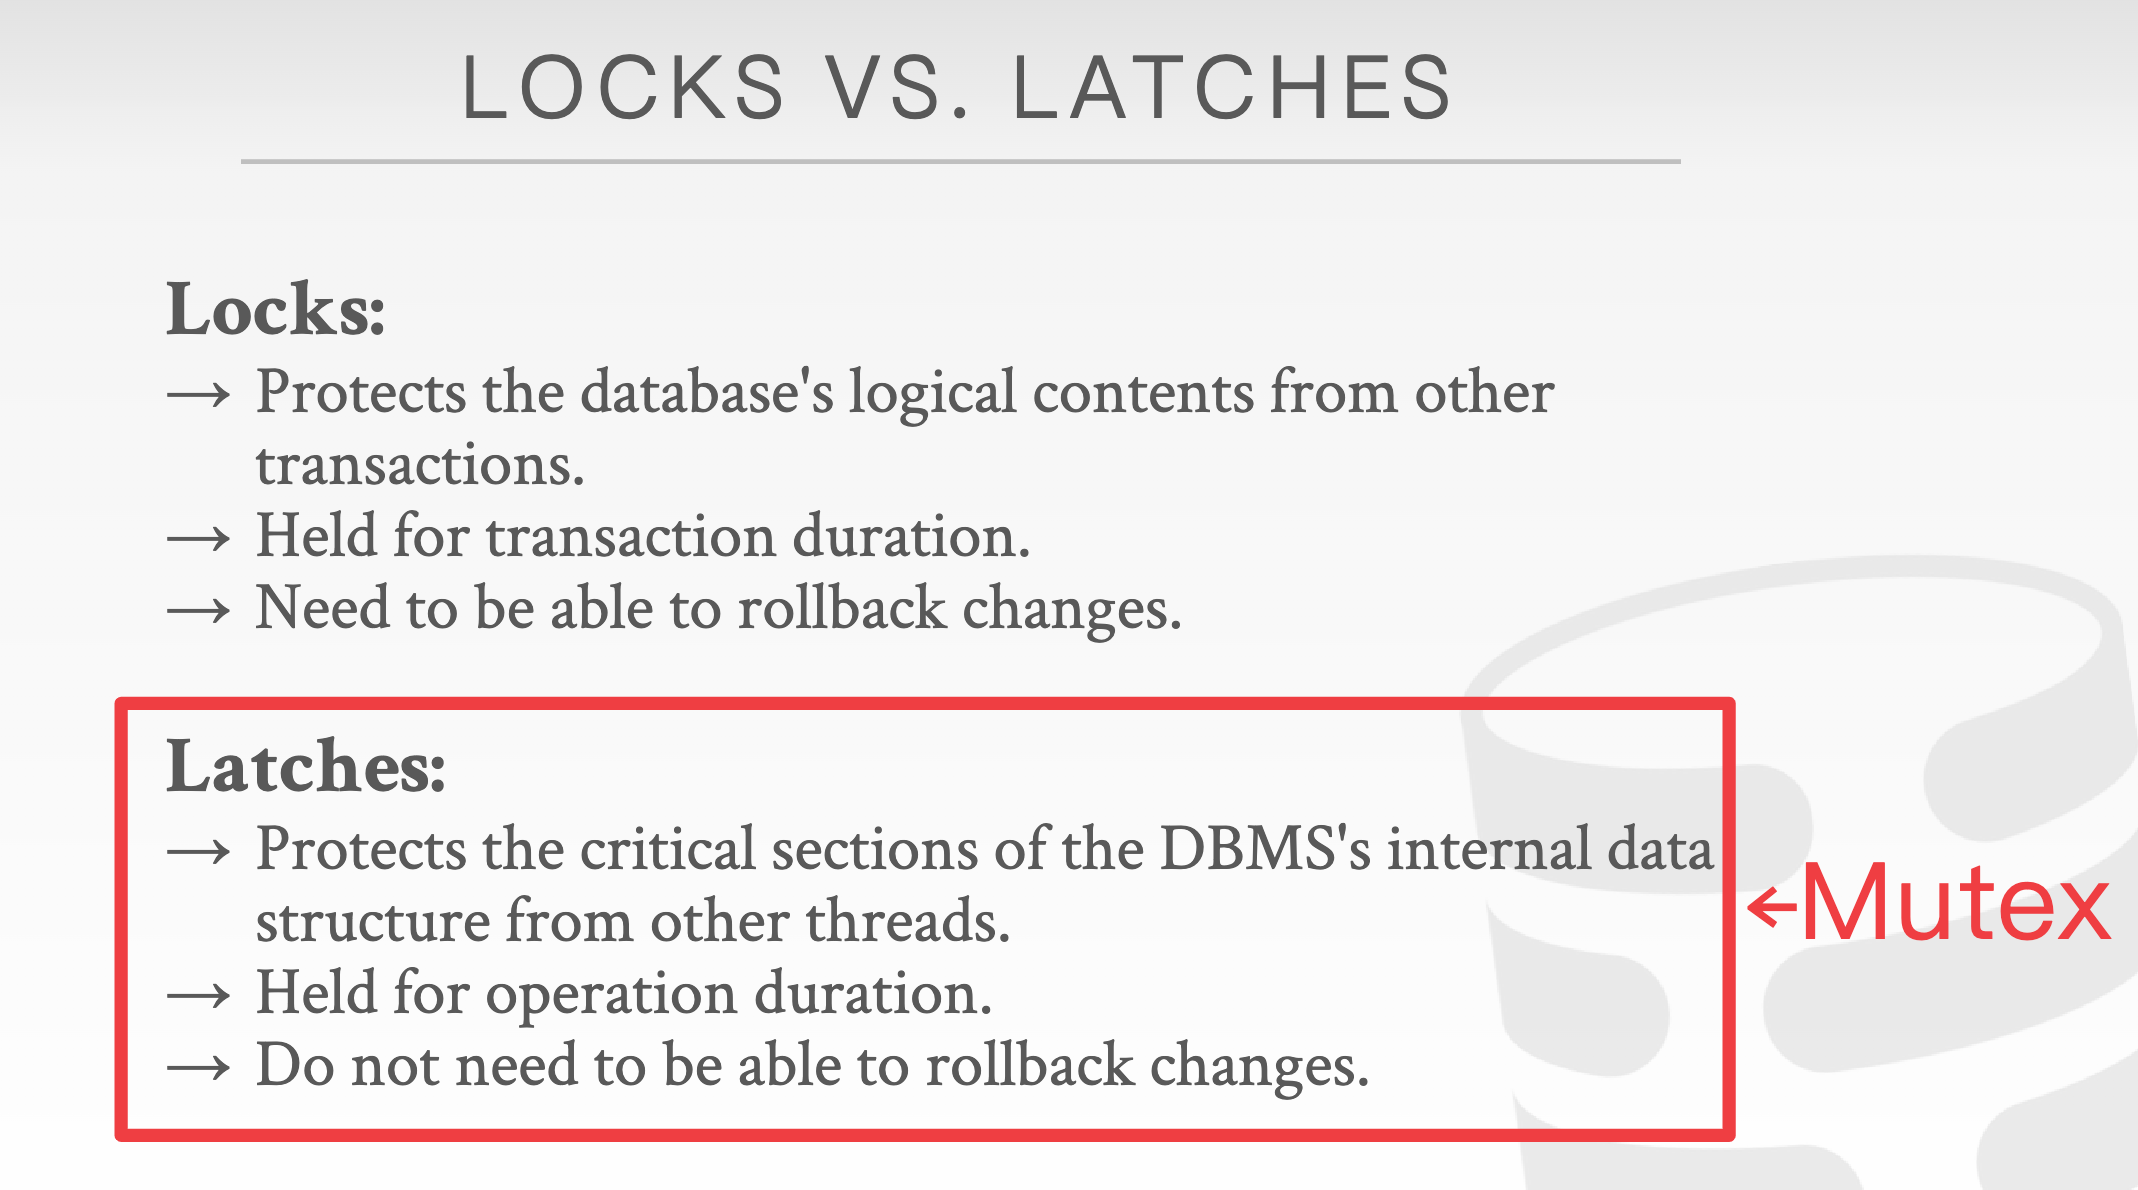 LOCKS VS. LATCHES
Locks:
→ Protects the database's logical contents from other
transactions.
→ Held for transaction duration.
→ Need to be able to rollback changes.
Latches:
→ Protects the critical sections of the DBMS's internal data
structure from other threads.
→ Held for operation duration.
→ Do not need to be able to rollback changes.
←Mutex